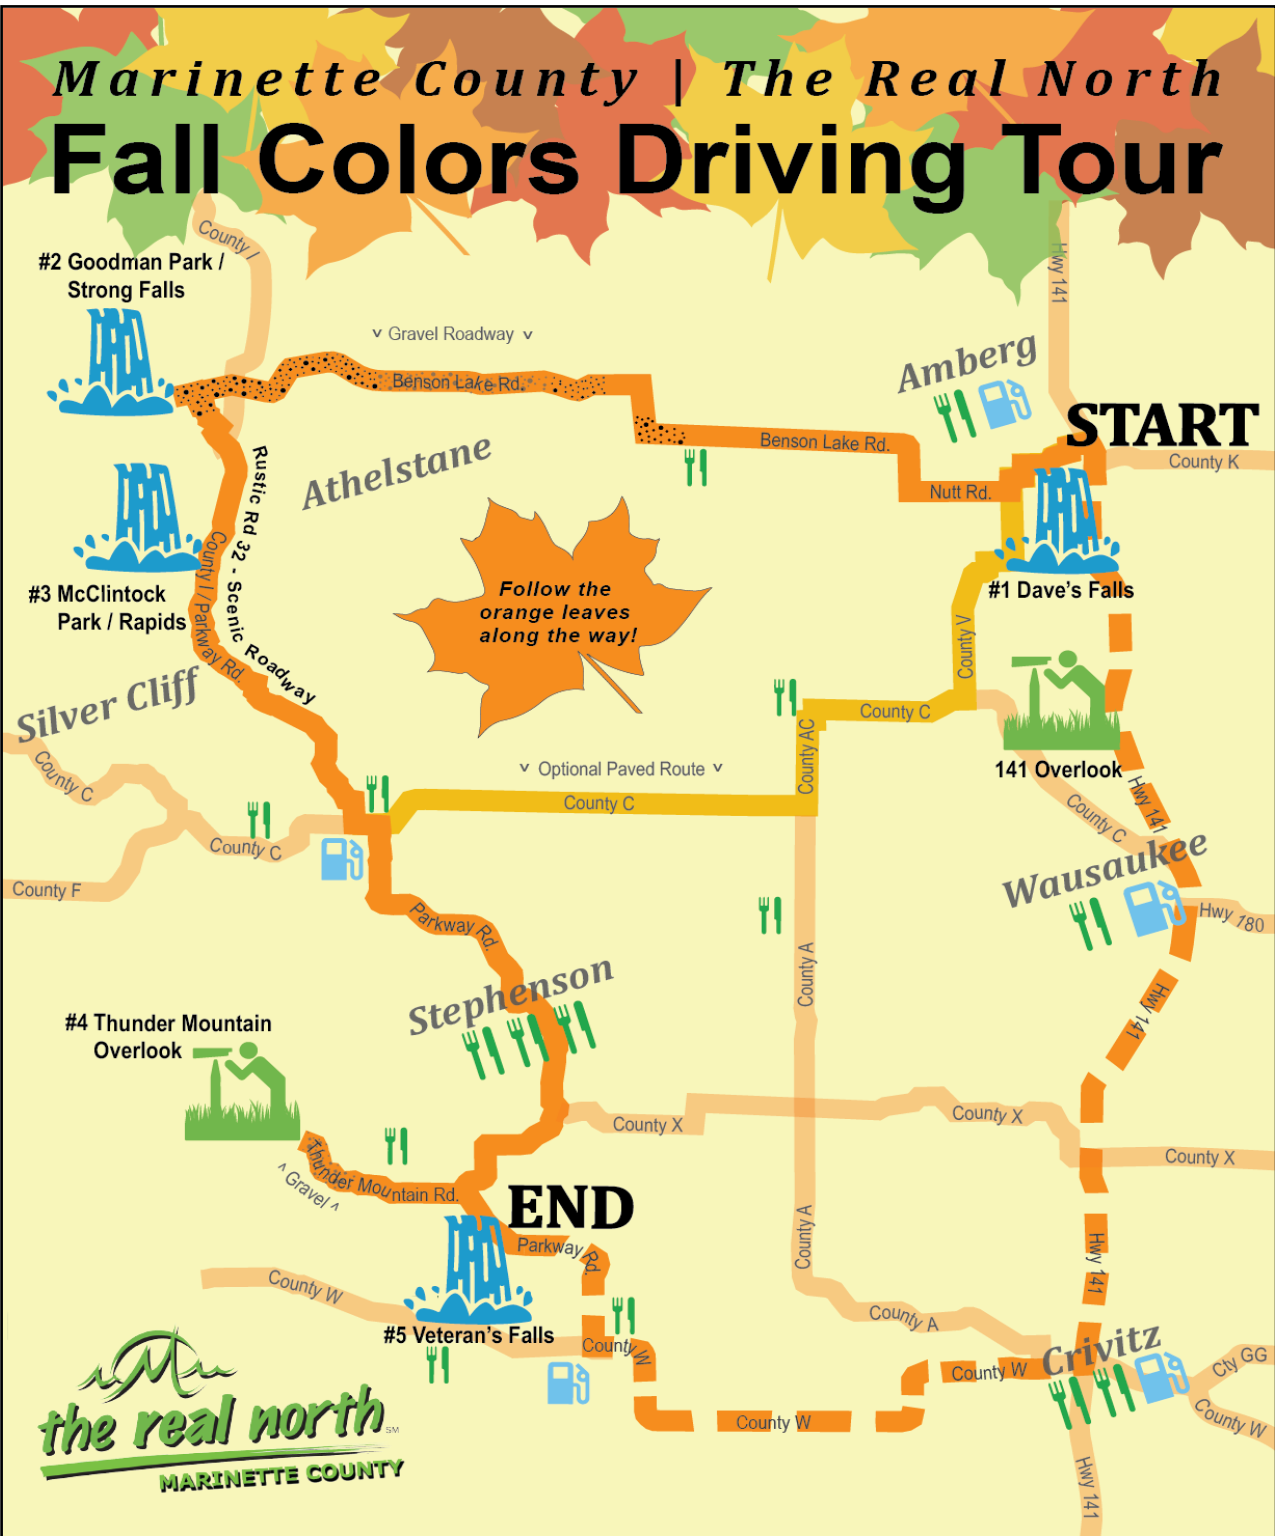 Marinette County | The Real North
Fall Colors Driving Tour
County I
Hwy 141
#2 Goodman Park /
Strong Falls
v Gravel Roadway v
Amberg
Benson Lake Rd.
START
Benson Lake Rd.
County K
Athelstane
Rustic Rd 32 - Scenic Roadway
Nutt Rd.
County I / Parkway Rd.
Follow the
orange leaves
along the way!
#1 Dave's Falls
#3 McClintock
Park / Rapids
County V
Silver Cliff
County C
County AC
v Optional Paved Route v
141 Overlook
County C
County C
County C
Hwy 141
County C
Wausaukee
County F
Hwy 180
Parkway Rd.
County A
Stephenson
Hwy 141
#4 Thunder Mountain
Overlook
County X
County X
County X
Thunder Mountain Rd.
^ Gravel ^
END
County A
Parkway Rd.
Hwy 141
County W
County A
#5 Veteran's Falls
County W
Crivitz
County W
Cty GG
County W
County W
the real north SM
MARINETTE COUNTY
Hwy 141